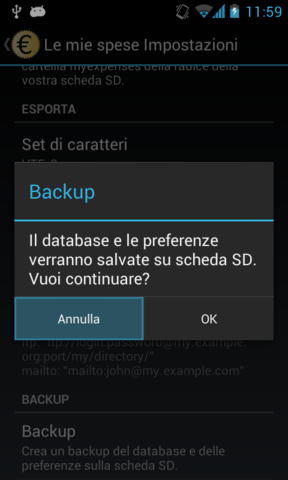 11:59
Le mie spese Impostazioni
cartella myexpenses della radice della
vostra scheda SD.
ESPORTA
Set di caratteri
Backup
Il database e le preferenze
verranno salvate su scheda SD.
Vuoi continuare?
Annulla
OK
ftp: "ftp://login:password@my.example.
org:port/my/directory/"
mailto: "mailto:john@my.example.com"
BACKUP
Backup
Crea un backup del database e delle
preferenze sulla scheda SD.